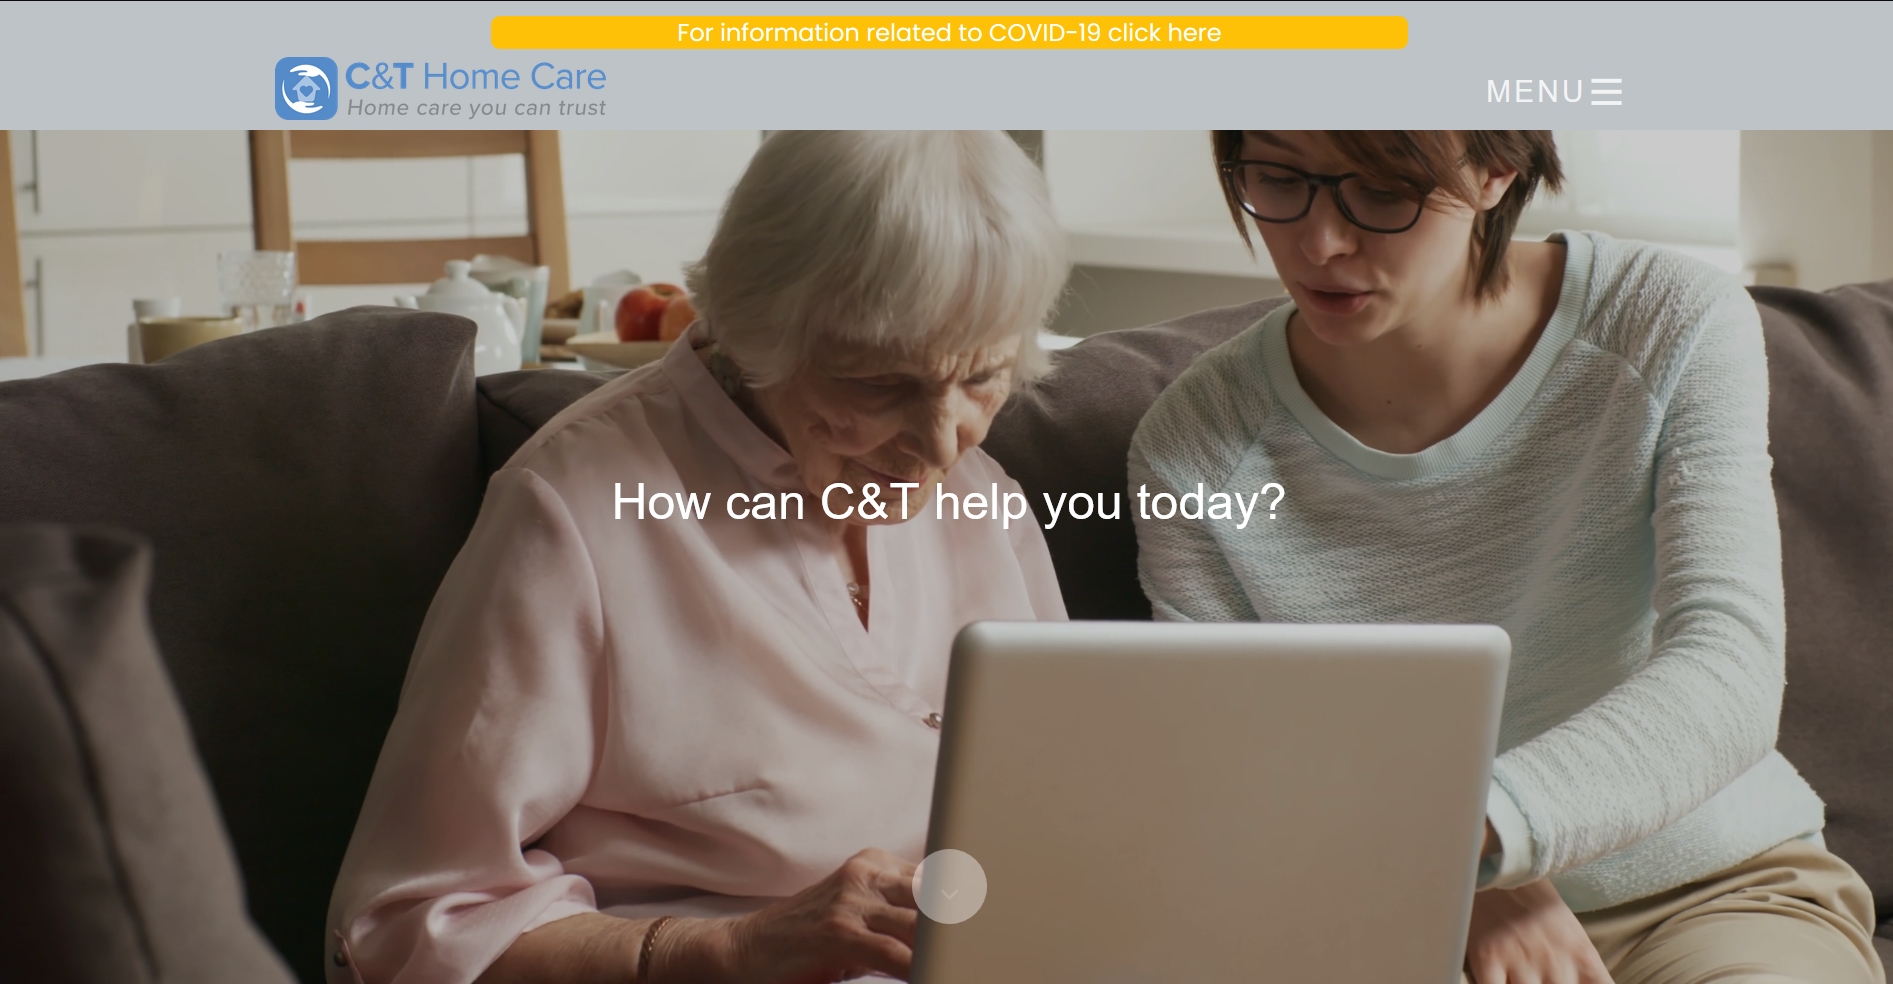 For information related to COVID-19 click here
C&T Home Care
Home care you can trust
MENU
How can C&T help you today?